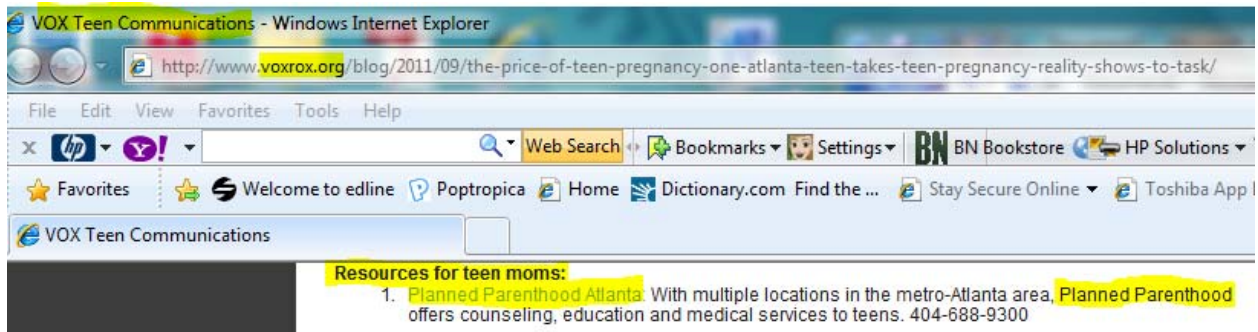 VOX Teen Communications - Windows Internet Explorer
http://www.voxrox.org/blog/2011/09/the-price-of-teen-pregnancy-one-atlanta-teen-takes-teen-pregnancy-reality-shows-to-task/
File Edit View Favorites Tools Help
x hp Y! Web Search Bookmarks Settings BN BN Bookstore HP Solutions
Favorites Welcome to edline Poptropica Home Dictionary.com Find the ... Stay Secure Online Toshiba App
VOX Teen Communications
Resources for teen moms:
1. Planned Parenthood Atlanta: With multiple locations in the metro-Atlanta area, Planned Parenthood
offers counseling, education and medical services to teens. 404-688-9300